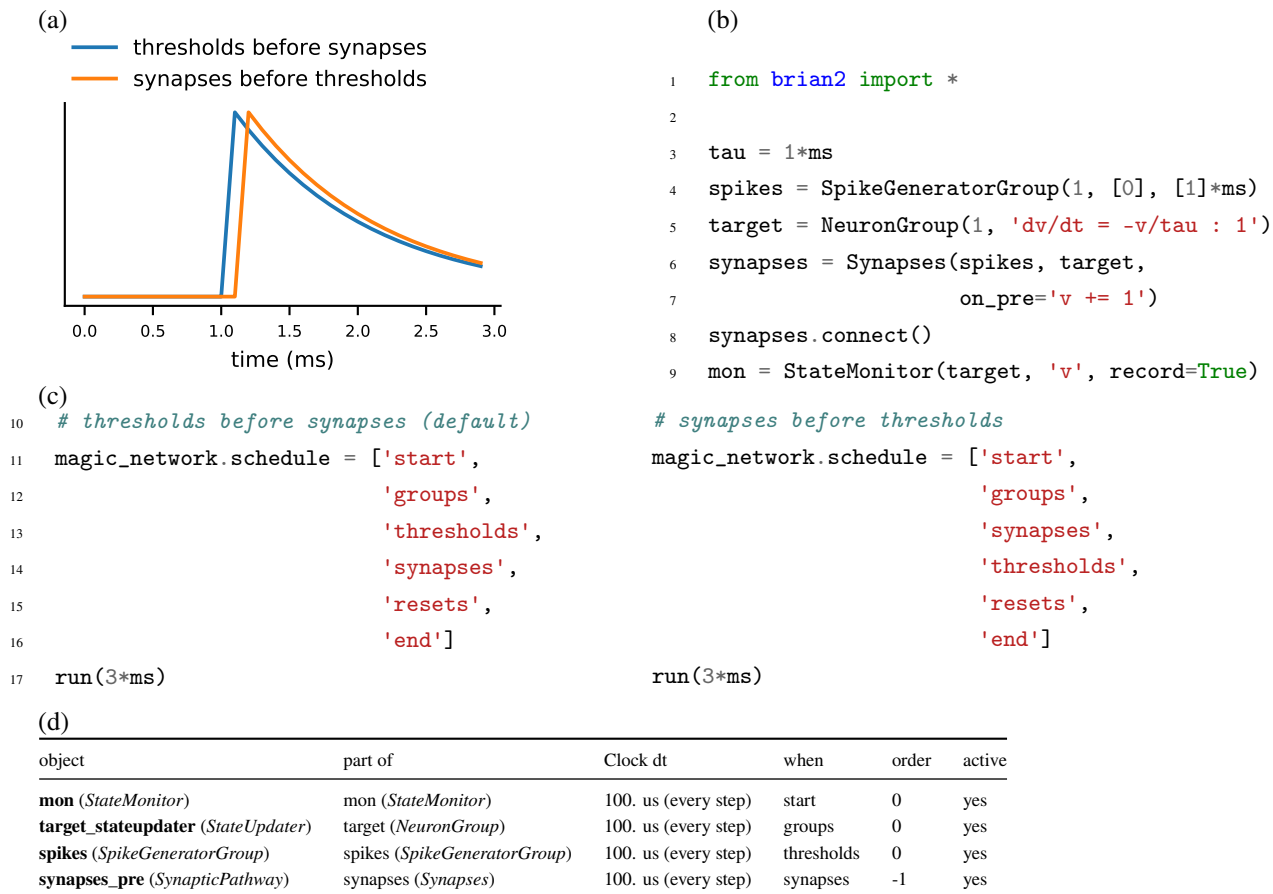 (a)
thresholds before synapses
synapses before thresholds
0.0 0.5 1.0 1.5 2.0 2.5 3.0
time (ms)
(b)
1 from brian2 import *
2
3 tau = 1*ms
4 spikes = SpikeGeneratorGroup(1, [0], [1]*ms)
5 target = NeuronGroup(1, 'dv/dt = -v/tau : 1')
6 synapses = Synapses(spikes, target,
7 on_pre='v += 1')
8 synapses.connect()
9 mon = StateMonitor(target, 'v', record=True)
(c)
10 # thresholds before synapses (default)
11 magic_network.schedule = ['start',
12 'groups',
13 'thresholds',
14 'synapses',
15 'resets',
16 'end']
17 run(3*ms)
# synapses before thresholds
magic_network.schedule = ['start',
'groups',
'synapses',
'thresholds',
'resets',
'end']
run(3*ms)
(d)
object part of Clock dt when order active
mon (StateMonitor) mon (StateMonitor) 100. us (every step) start 0 yes
target_stateupdater (StateUpdater) target (NeuronGroup) 100. us (every step) groups 0 yes
spikes (SpikeGeneratorGroup) spikes (SpikeGeneratorGroup) 100. us (every step) thresholds 0 yes
synapses_pre (SynapticPathway) synapses (Synapses) 100. us (every step) synapses -1 yes